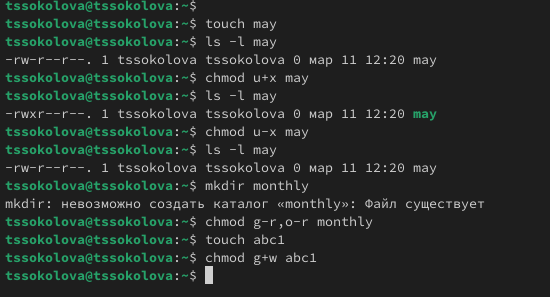 tssokolova@tssokolova:~$
tssokolova@tssokolova:~$ touch may
tssokolova@tssokolova:~$ ls -l may
-rw-r--r--. 1 tssokolova tssokolova 0 мар 11 12:20 may
tssokolova@tssokolova:~$ chmod u+x may
tssokolova@tssokolova:~$ ls -l may
-rwxr--r--. 1 tssokolova tssokolova 0 мар 11 12:20 may
tssokolova@tssokolova:~$ chmod u-x may
tssokolova@tssokolova:~$ ls -l may
-rw-r--r--. 1 tssokolova tssokolova 0 мар 11 12:20 may
tssokolova@tssokolova:~$ mkdir monthly
mkdir: невозможно создать каталог «monthly»: Файл существует
tssokolova@tssokolova:~$ chmod g-r,o-r monthly
tssokolova@tssokolova:~$ touch abc1
tssokolova@tssokolova:~$ chmod g+w abc1
tssokolova@tssokolova:~$